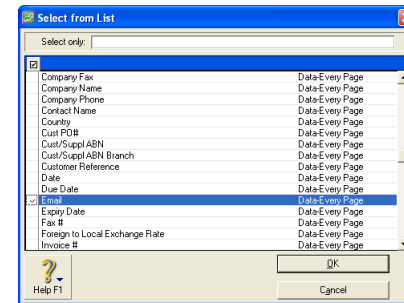 Select from List
Select only:
Company Fax Data-Every Page
Company Name Data-Every Page
Company Phone Data-Every Page
Contact Name Data-Every Page
Country Data-Every Page
Cust PO# Data-Every Page
Cust/Suppl ABN Data-Every Page
Cust/Suppl ABN Branch Data-Every Page
Customer Reference Data-Every Page
Date Data-Every Page
Due Date Data-Every Page
Email Data-Every Page
Expiry Date Data-Every Page
Fax # Data-Every Page
Foreign to Local Exchange Rate Data-Every Page
Invoice # Data-Every Page
Help F1
OK
Cancel